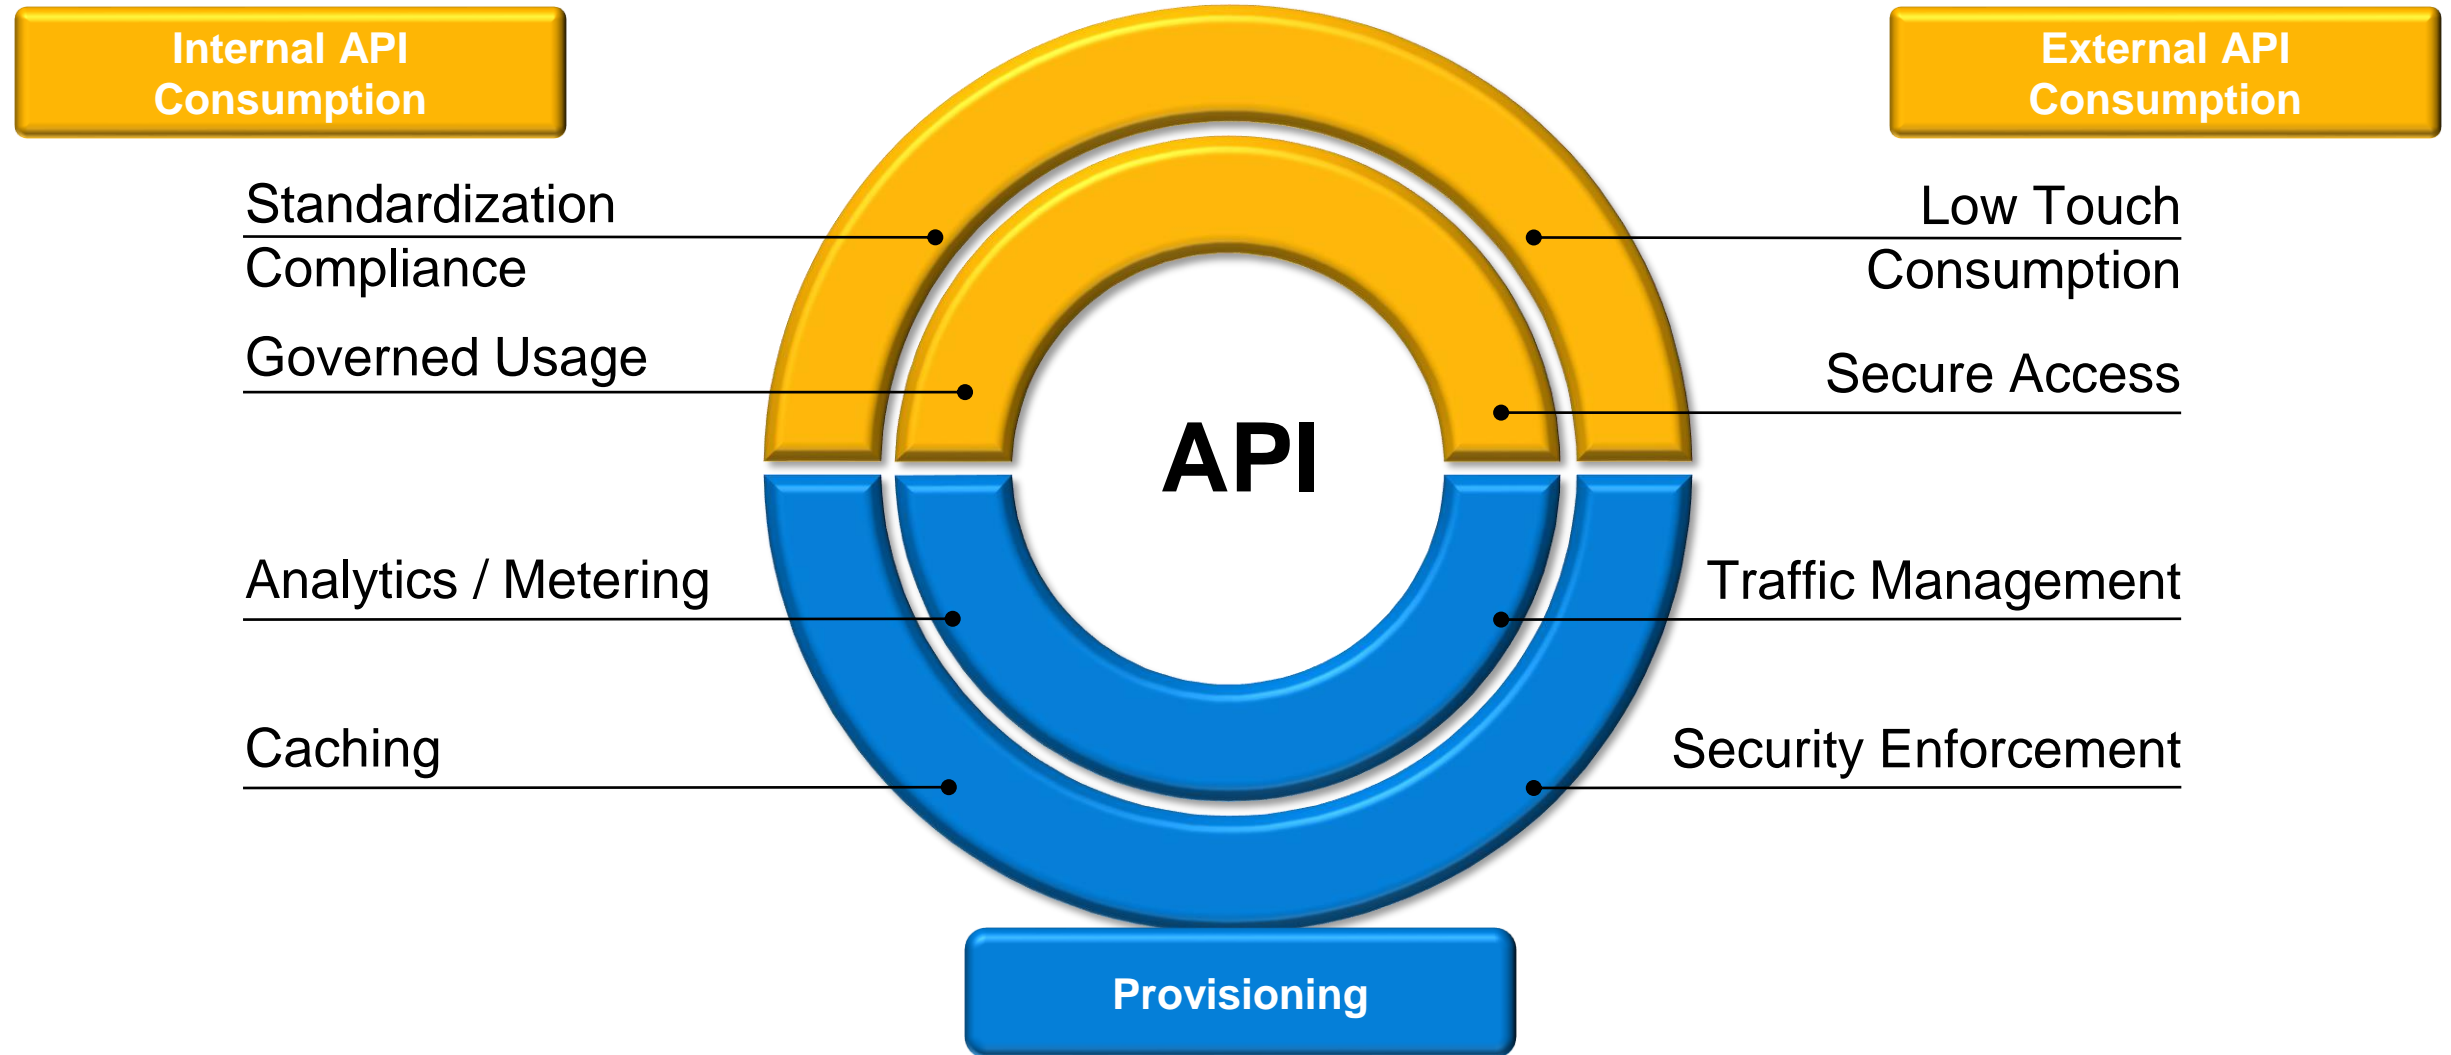 Internal API
Consumption
External API
Consumption
Standardization
Compliance
Low Touch
Consumption
Governed Usage
Secure Access
API
Analytics / Metering
Traffic Management
Caching
Security Enforcement
Provisioning